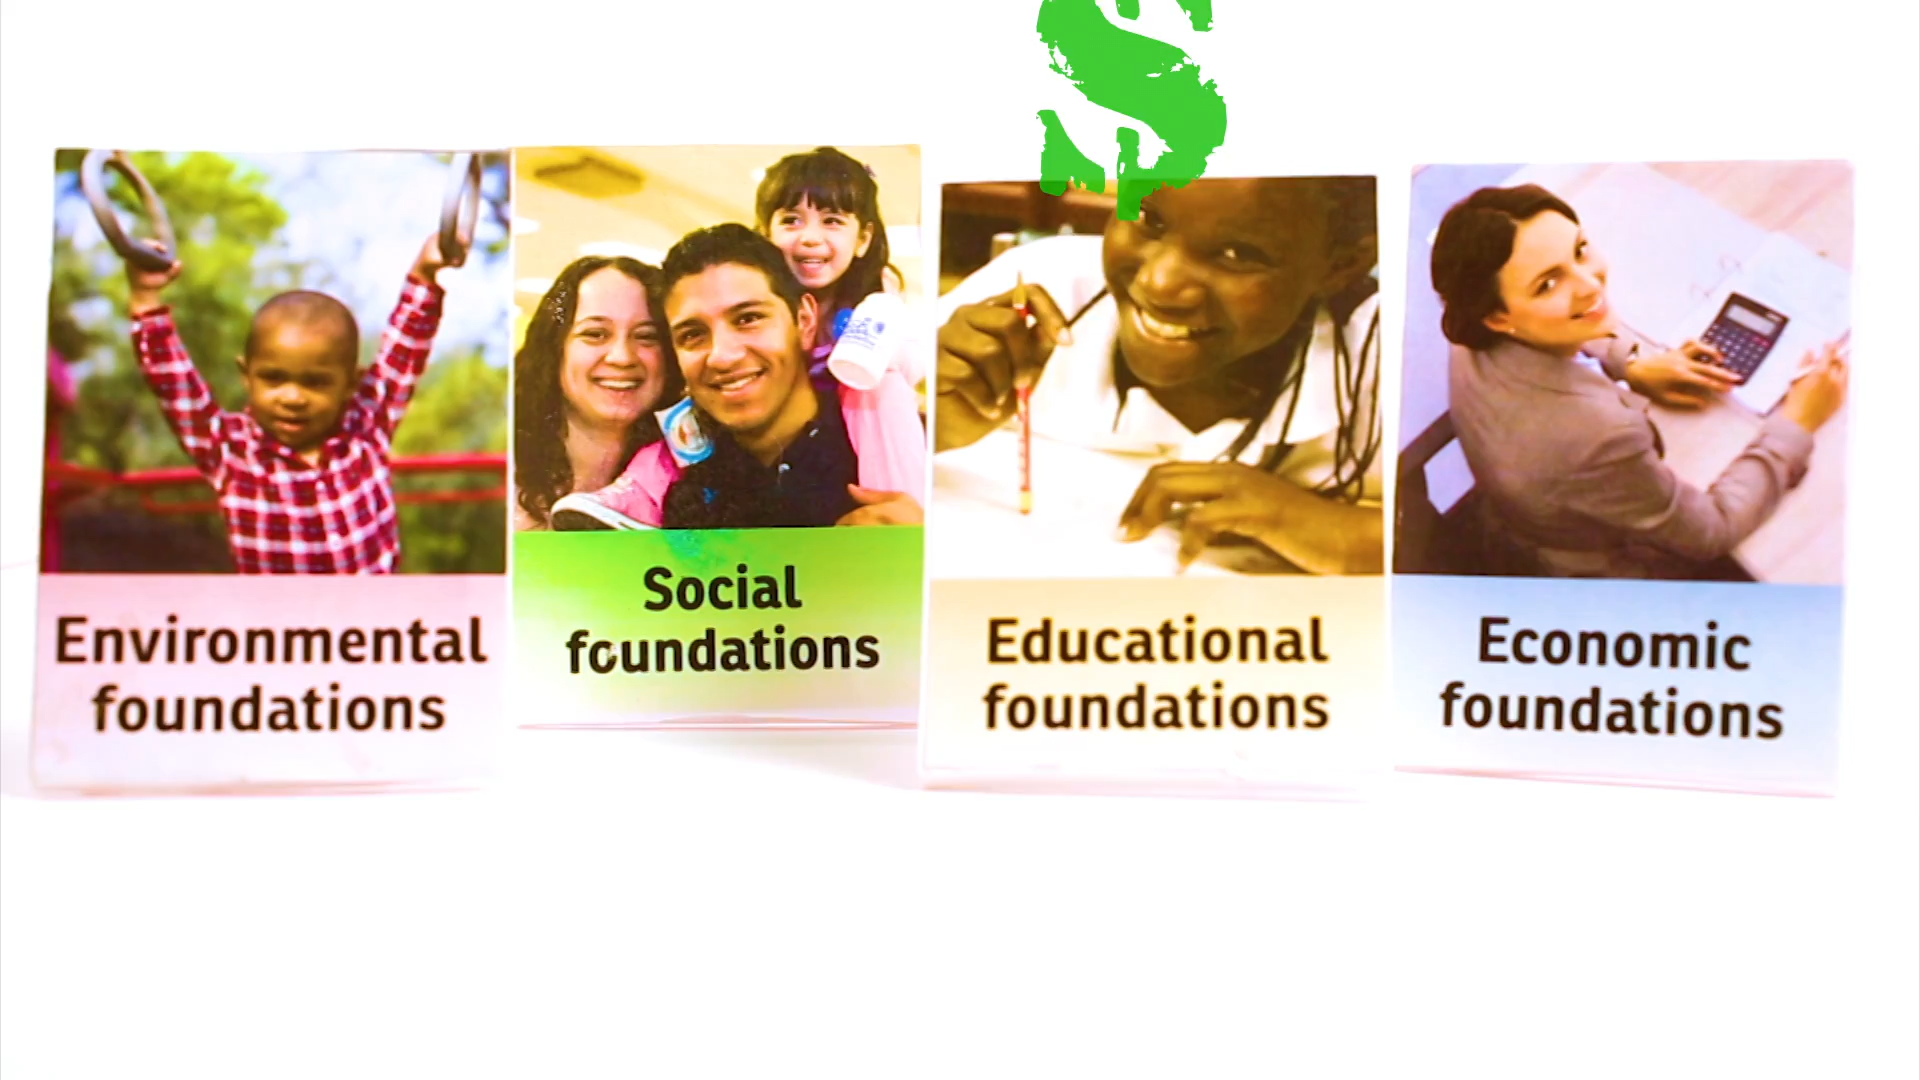 $
Environmental
foundations
Social
foundations
Educational
foundations
Economic
foundations